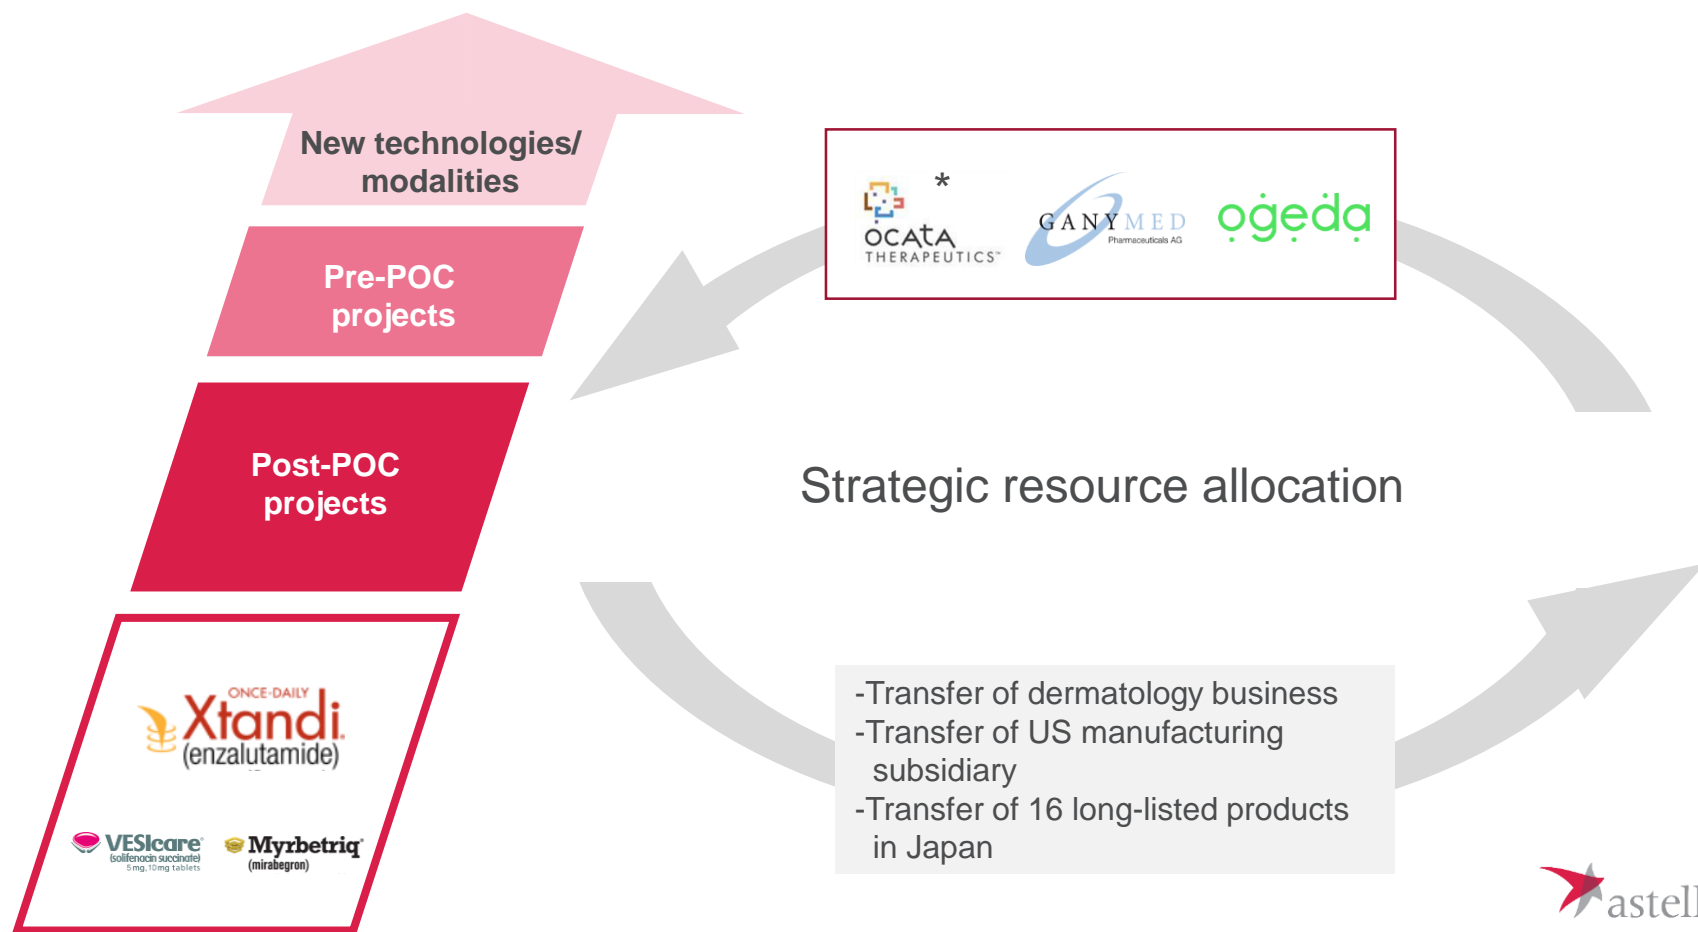 New technologies/
modalities
Pre-POC
projects
Post-POC
projects
ONCE-DAILY
Xtandi.
(enzalutamide)
VESIcare®
(solifenacin succinate)
5 mg, 10 mg tablets
Myrbetriq®
(mirabegron)
*
OCATA
THERAPEUTICS™
GANYMED
Pharmaceuticals AG
ogeda
Strategic resource allocation
-Transfer of dermatology business
-Transfer of US manufacturing
subsidiary
-Transfer of 16 long-listed products
in Japan
astell